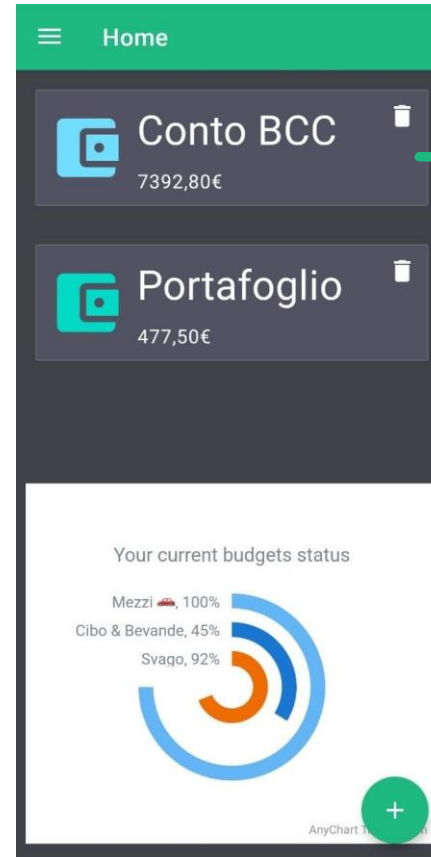 Home
Conto BCC
7392,80€
Portafoglio
477,50€
Your current budgets status
Mezzi 🚗, 100%
Cibo & Bevande, 45%
Svago, 92%
+
AnyChart